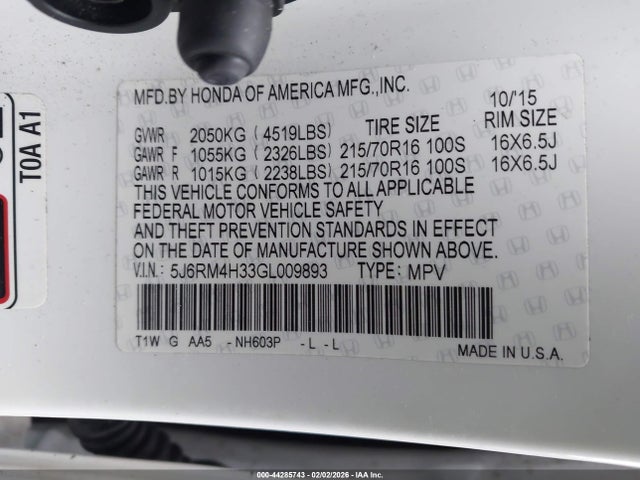 MFD.BY HONDA OF AMERICA MFG.,INC. 10/'15
GVWR 2050KG (4519LBS) TIRE SIZE RIM SIZE
GAWR F 1055KG (2326LBS) 215/70R16 100S 16X6.5J
GAWR R 1015KG (2238LBS) 215/70R16 100S 16X6.5J
THIS VEHICLE CONFORMS TO ALL APPLICABLE
FEDERAL MOTOR VEHICLE SAFETY
AND THEFT PREVENTION STANDARDS IN EFFECT
ON THE DATE OF MANUFACTURE SHOWN ABOVE.
V.I.N.: 5J6RM4H33GL009893 TYPE: MPV
T1W G AA5 - NH603P - L - L
MADE IN U.S.A.
T0A A1
000-44285743 - 02/02/2026 - IAA Inc.